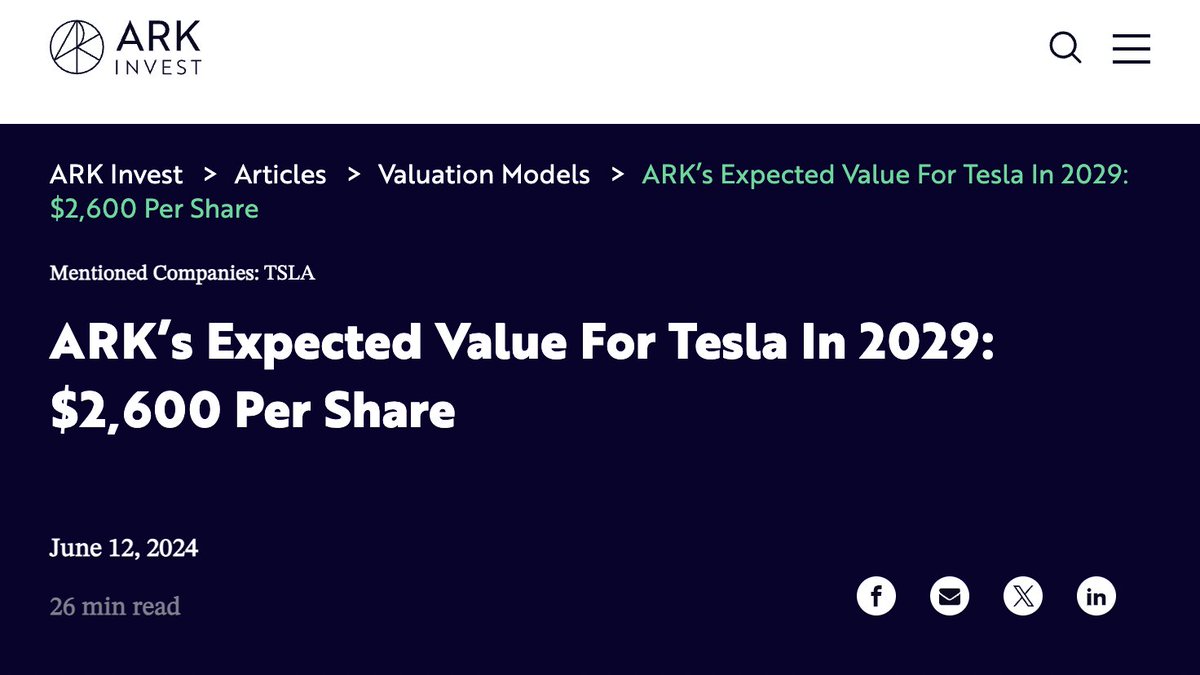 ARK
INVEST
ARK Invest > Articles > Valuation Models > ARK’s Expected Value For Tesla In 2029:
$2,600 Per Share
Mentioned Companies: TSLA
ARK’s Expected Value For Tesla In 2029:
$2,600 Per Share
June 12, 2024
26 min read